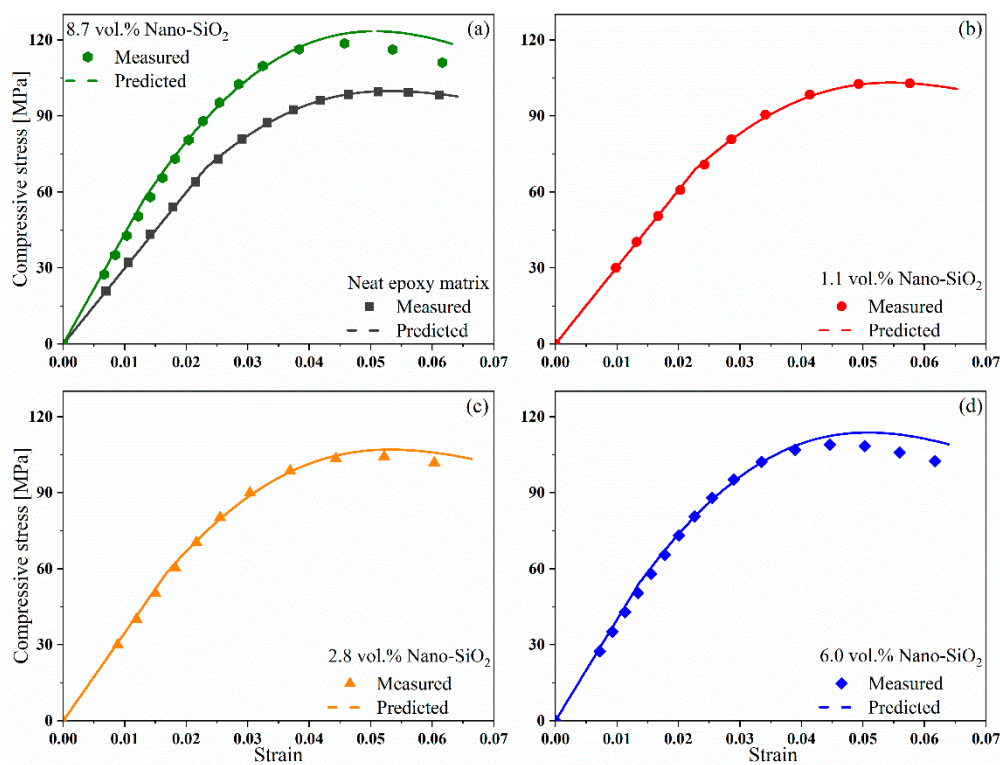 8.7 vol.% Nano-SiO₂
Measured
Predicted
(a)
Neat epoxy matrix
Measured
Predicted
Compressive stress [MPa]
120
90
60
30
0
0.00 0.01 0.02 0.03 0.04 0.05 0.06 0.07
(b)
1.1 vol.% Nano-SiO₂
Measured
Predicted
120
90
60
30
0
0.00 0.01 0.02 0.03 0.04 0.05 0.06 0.07
(c)
2.8 vol.% Nano-SiO₂
Measured
Predicted
Compressive stress [MPa]
120
90
60
30
0
0.00 0.01 0.02 0.03 0.04 0.05 0.06 0.07
Strain
(d)
6.0 vol.% Nano-SiO₂
Measured
Predicted
120
90
60
30
0
0.00 0.01 0.02 0.03 0.04 0.05 0.06 0.07
Strain